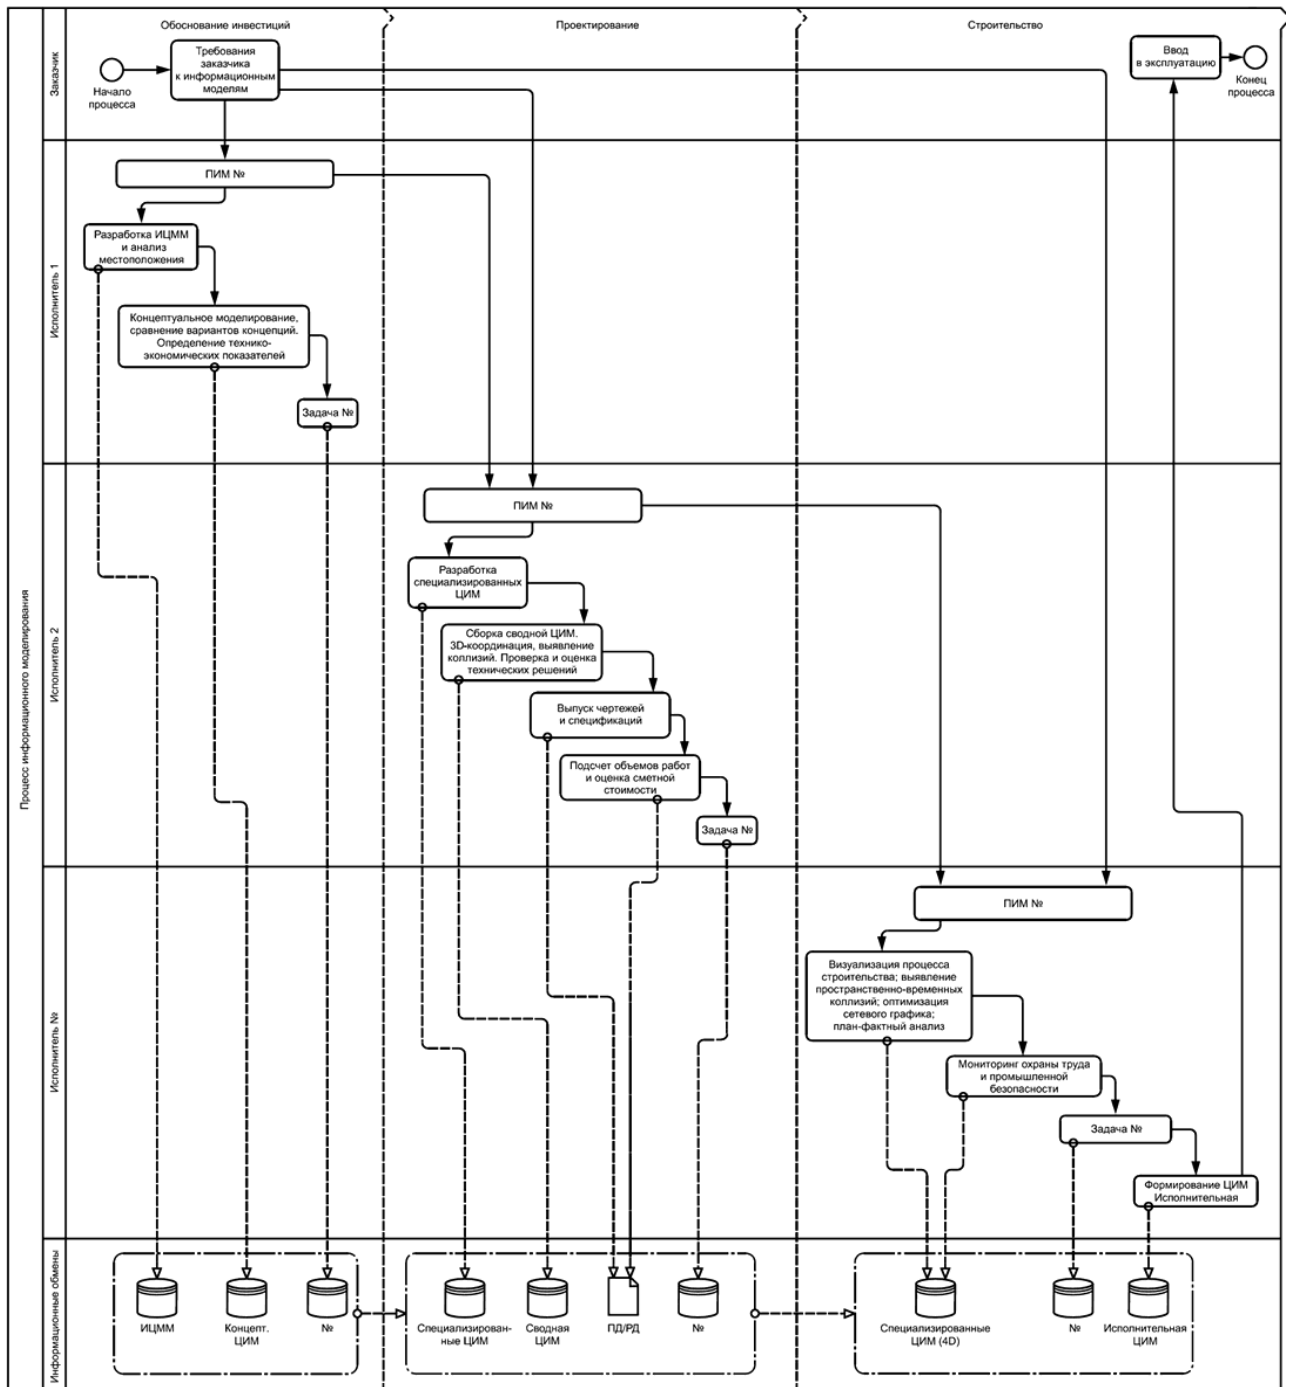 Обоснование инвестиций
Проектирование
Строительство
Процесс информационного моделирования
Заказчик
Начало
процесса
Требования
заказчика
к информационным
моделям
Ввод
в эксплуатацию
Конец
процесса
Исполнитель 1
ПИМ №
Разработка ИЦММ
и анализ
местоположения
Концептуальное моделирование,
сравнение вариантов концепций.
Определение технико-
экономических показателей
Задача №
Исполнитель 2
ПИМ №
Разработка
специализированных
ЦИМ
Сборка сводной ЦИМ.
3D-координация, выявление
коллизий. Проверка и оценка
технических решений
Выпуск чертежей
и спецификаций
Подсчет объемов работ
и оценка сметной
стоимости
Задача №
Исполнитель №
ПИМ №
Визуализация процесса
строительства; выявление
пространственно-временных
коллизий; оптимизация
сетевого графика;
план-фактный анализ
Мониторинг охраны труда
и промышленной
безопасности
Задача №
Формирование ЦИМ
Исполнительная
Информационные обмены
ИЦММ
Концепт.
ЦИМ
№
Специализирован-
ные ЦИМ
Сводная
ЦИМ
ПД/РД
№
Специализированные
ЦИМ (4D)
№
Исполнительная
ЦИМ